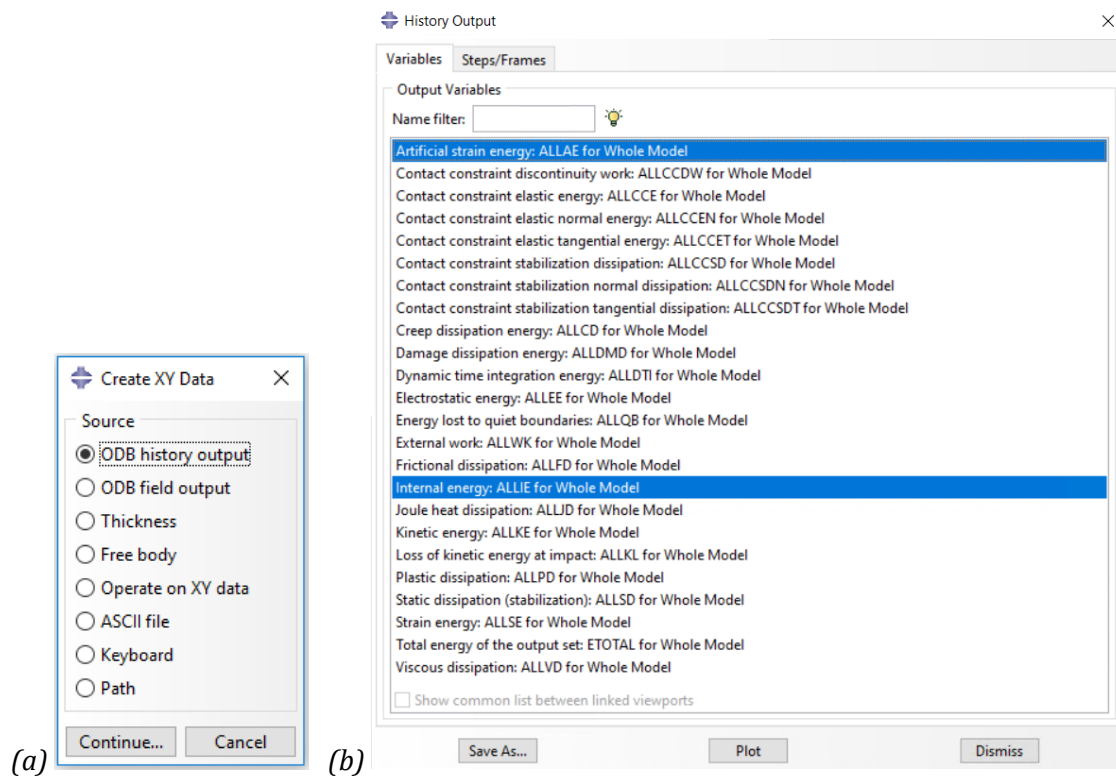 Create XY Data
Source
ODB history output
ODB field output
Thickness
Free body
Operate on XY data
ASCII file
Keyboard
Path
Continue... Cancel
(a)
History Output
Variables Steps/Frames
Output Variables
Name filter:
Artificial strain energy: ALLAE for Whole Model
Contact constraint discontinuity work: ALLCCDW for Whole Model
Contact constraint elastic energy: ALLCCE for Whole Model
Contact constraint elastic normal energy: ALLCCEN for Whole Model
Contact constraint elastic tangential energy: ALLCCET for Whole Model
Contact constraint stabilization dissipation: ALLCCSD for Whole Model
Contact constraint stabilization normal dissipation: ALLCCSDN for Whole Model
Contact constraint stabilization tangential dissipation: ALLCCSDT for Whole Model
Creep dissipation energy: ALLCD for Whole Model
Damage dissipation energy: ALLDMD for Whole Model
Dynamic time integration energy: ALLDTI for Whole Model
Electrostatic energy: ALLEE for Whole Model
Energy lost to quiet boundaries: ALLQB for Whole Model
External work: ALLWK for Whole Model
Frictional dissipation: ALLFD for Whole Model
Internal energy: ALLIE for Whole Model
Joule heat dissipation: ALLJD for Whole Model
Kinetic energy: ALLKE for Whole Model
Loss of kinetic energy at impact: ALLKL for Whole Model
Plastic dissipation: ALLPD for Whole Model
Static dissipation (stabilization): ALLSD for Whole Model
Strain energy: ALLSE for Whole Model
Total energy of the output set: ETOTAL for Whole Model
Viscous dissipation: ALLVD for Whole Model
Show common list between linked viewports
Save As... Plot Dismiss
(b)